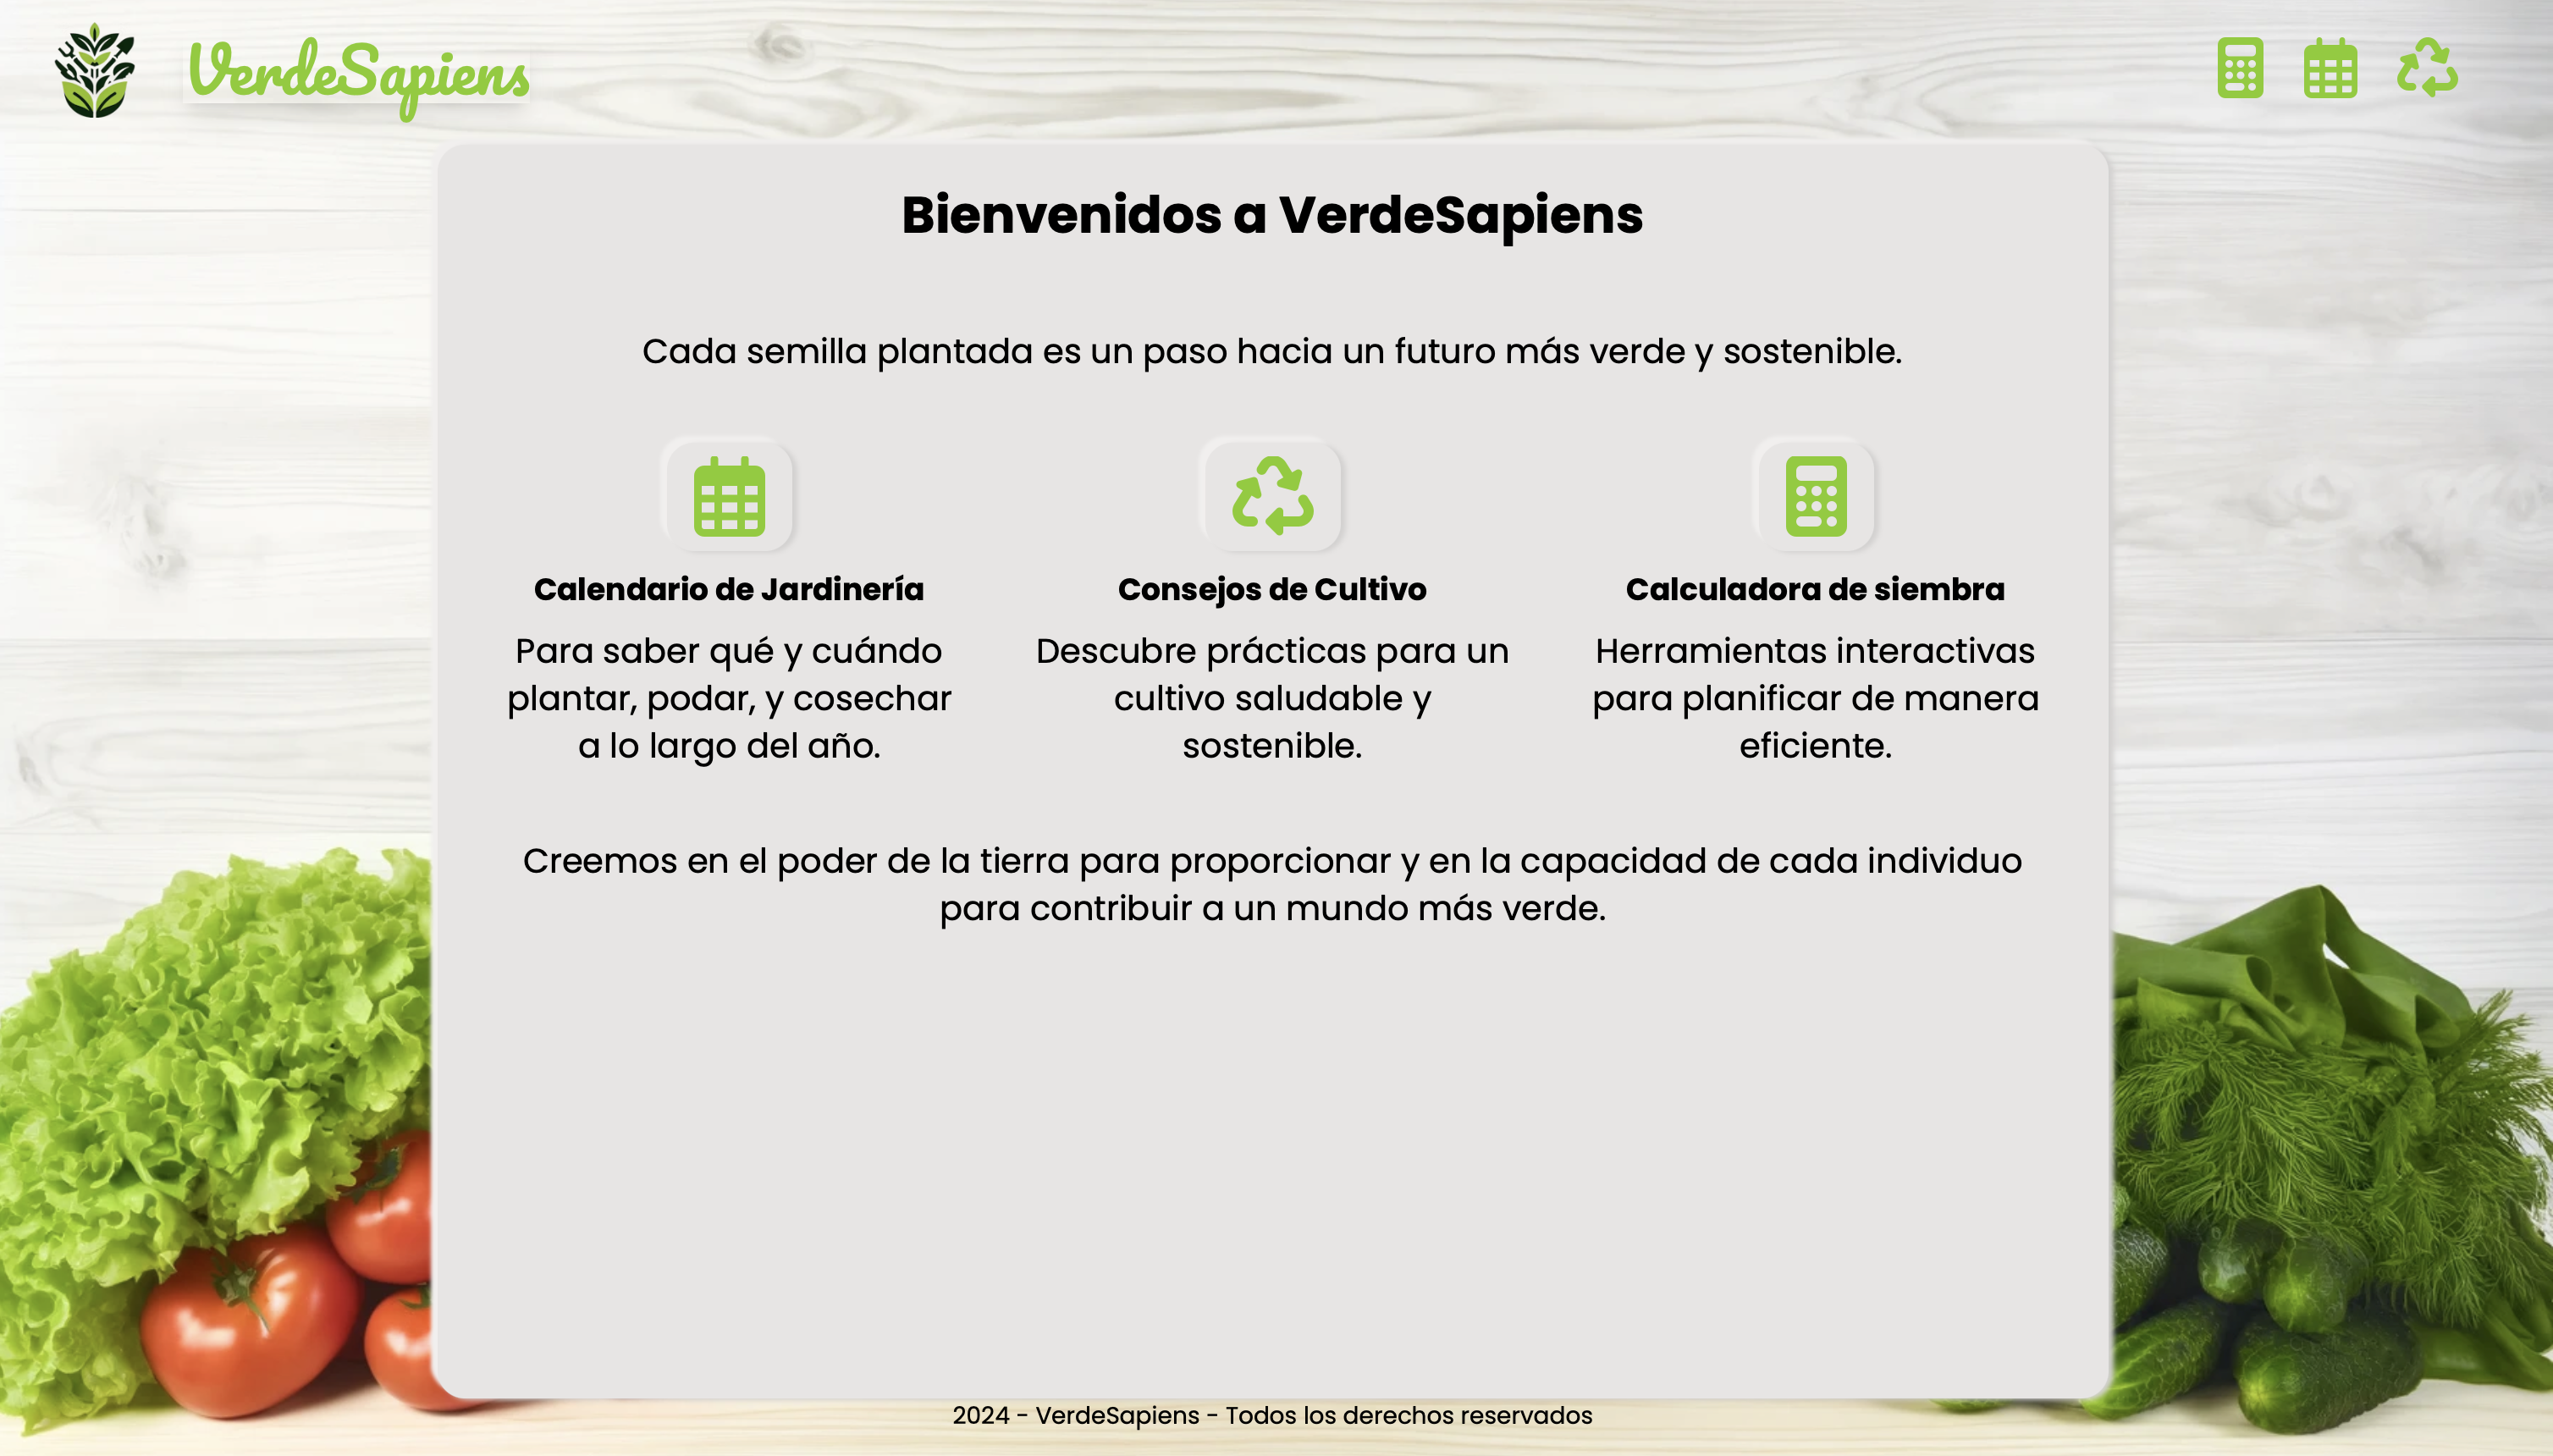 VerdeSapiens
Bienvenidos a VerdeSapiens
Cada semilla plantada es un paso hacia un futuro más verde y sostenible.
Calendario de Jardinería
Para saber qué y cuándo
plantar, podar, y cosechar
a lo largo del año.
Consejos de Cultivo
Descubre prácticas para un
cultivo saludable y
sostenible.
Calculadora de siembra
Herramientas interactivas
para planificar de manera
eficiente.
Creemos en el poder de la tierra para proporcionar y en la capacidad de cada individuo
para contribuir a un mundo más verde.
2024 - VerdeSapiens - Todos los derechos reservados